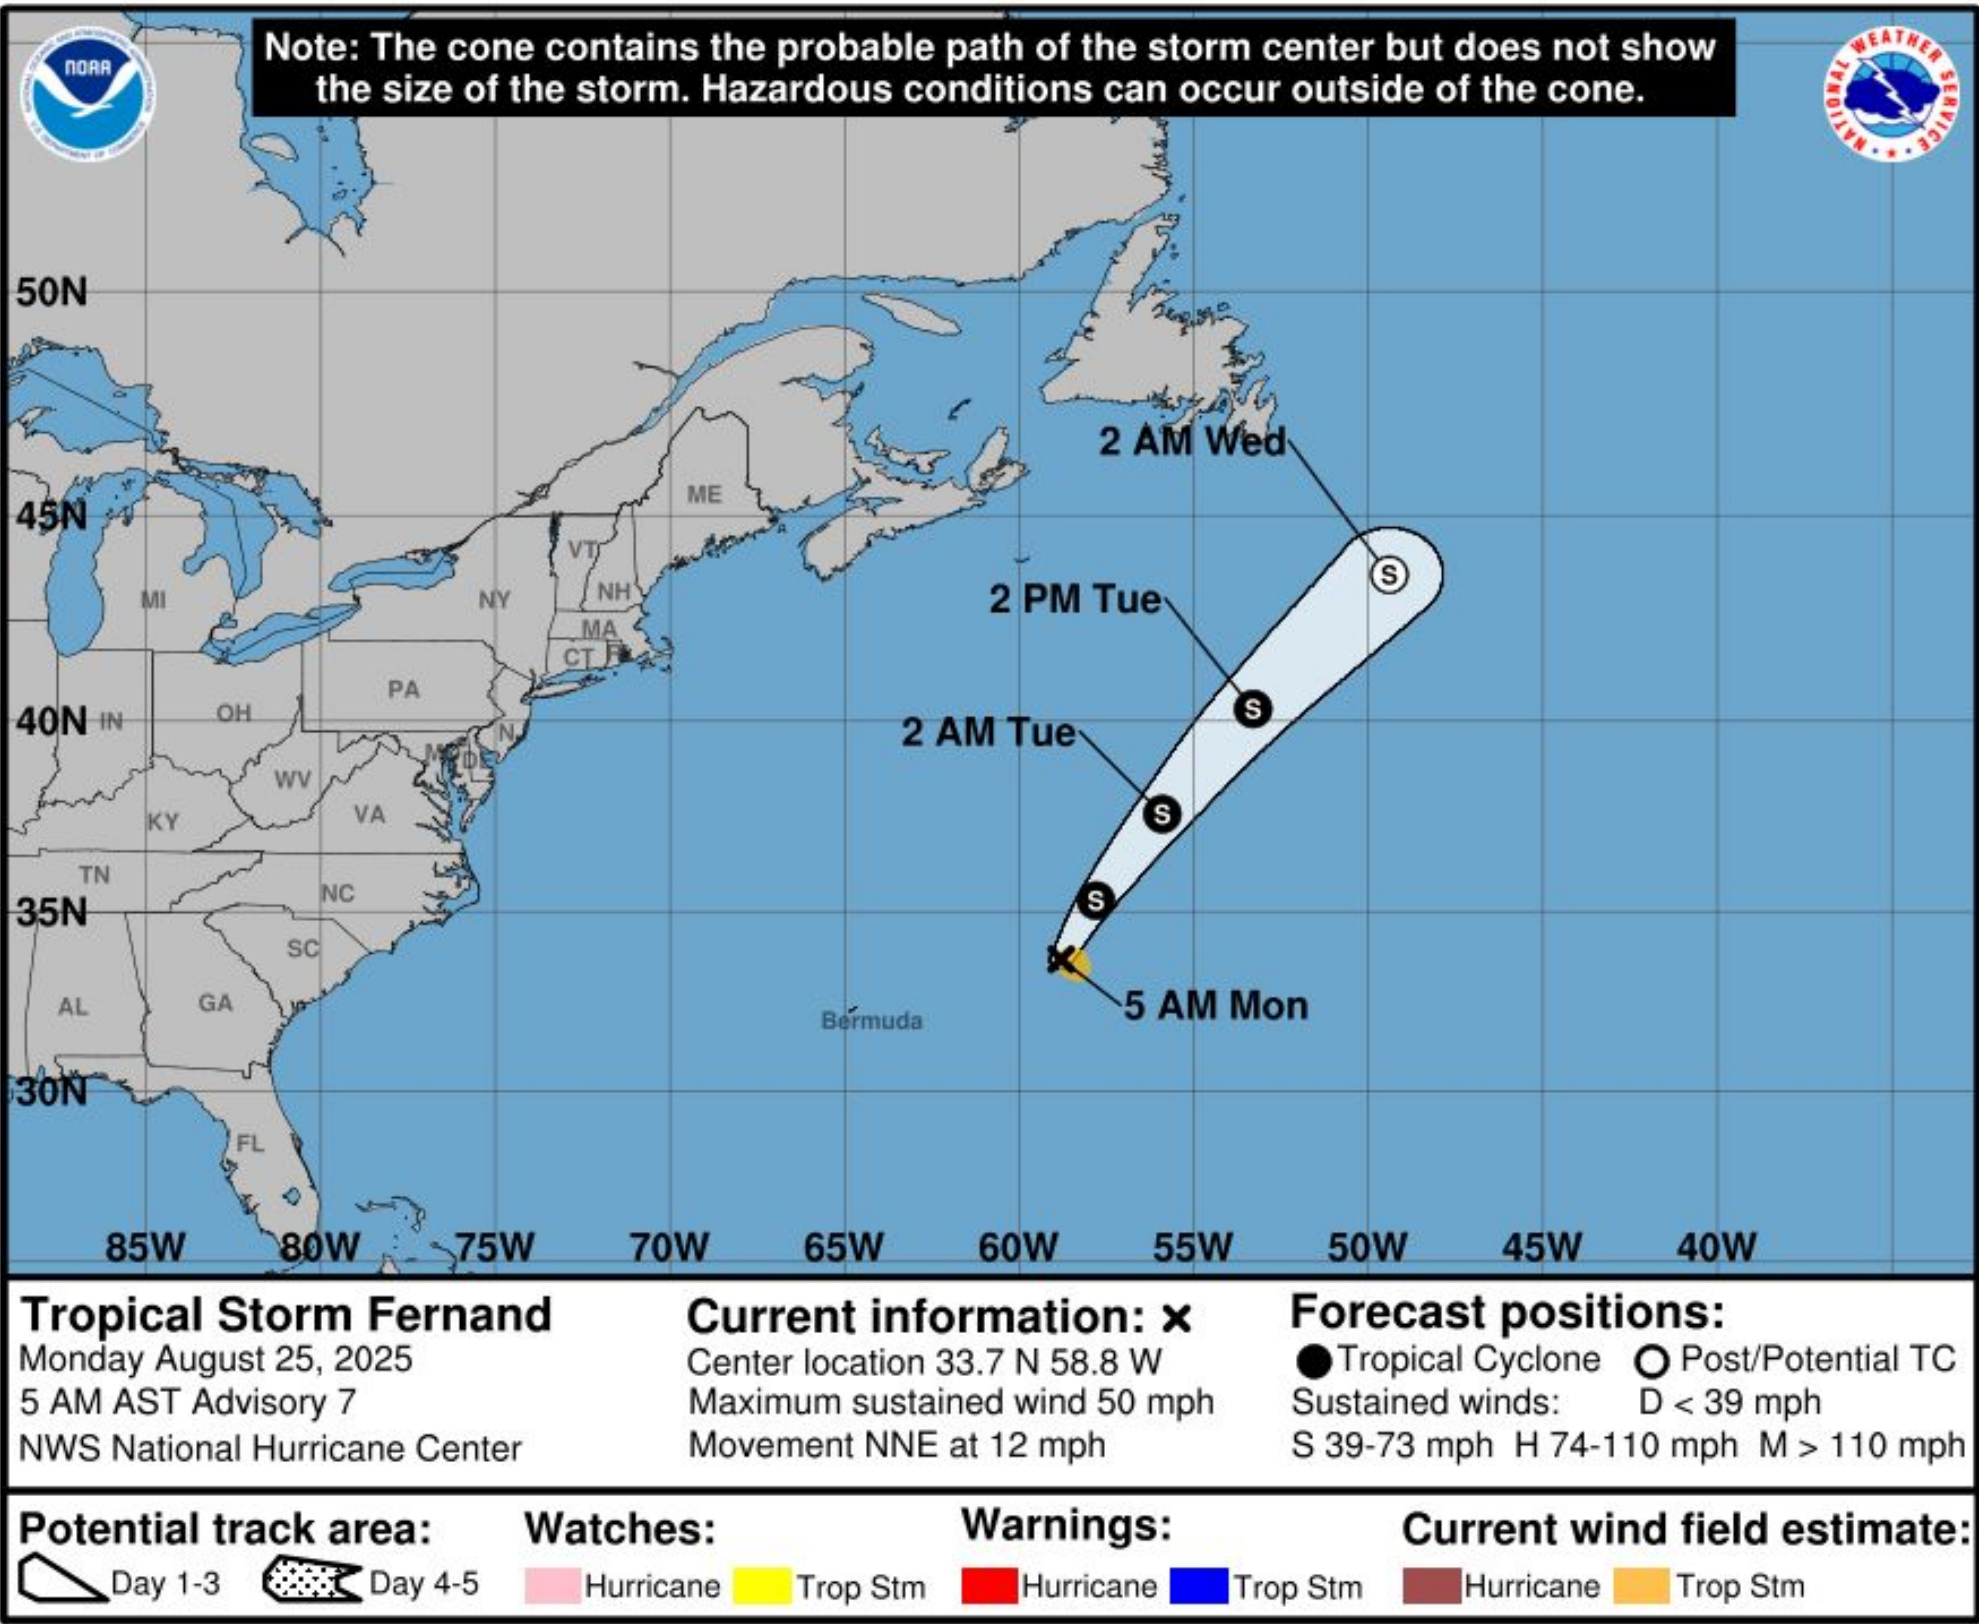 Note: The cone contains the probable path of the storm center but does not show
the size of the storm. Hazardous conditions can occur outside of the cone.
NOAA
NATIONAL WEATHER SERVICE
50N
45N
40N
35N
30N
2 AM Wed
2 PM Tue
2 AM Tue
5 AM Mon
ME
VT
NH
MI
NY
MA
CT
PA
IN
OH
DE
WV
KY
VA
TN
NC
SC
AL
GA
Bermuda
FL
85W 80W 75W 70W 65W 60W 55W 50W 45W 40W
Tropical Storm Fernand
Monday August 25, 2025
5 AM AST Advisory 7
NWS National Hurricane Center
Current information: ×
Center location 33.7 N 58.8 W
Maximum sustained wind 50 mph
Movement NNE at 12 mph
Forecast positions:
Tropical Cyclone Post/Potential TC
Sustained winds: D < 39 mph
S 39-73 mph H 74-110 mph M > 110 mph
Potential track area:
Day 1-3 Day 4-5
Watches:
Hurricane Trop Stm
Warnings:
Hurricane Trop Stm
Current wind field estimate:
Hurricane Trop Stm
S
S
S
S